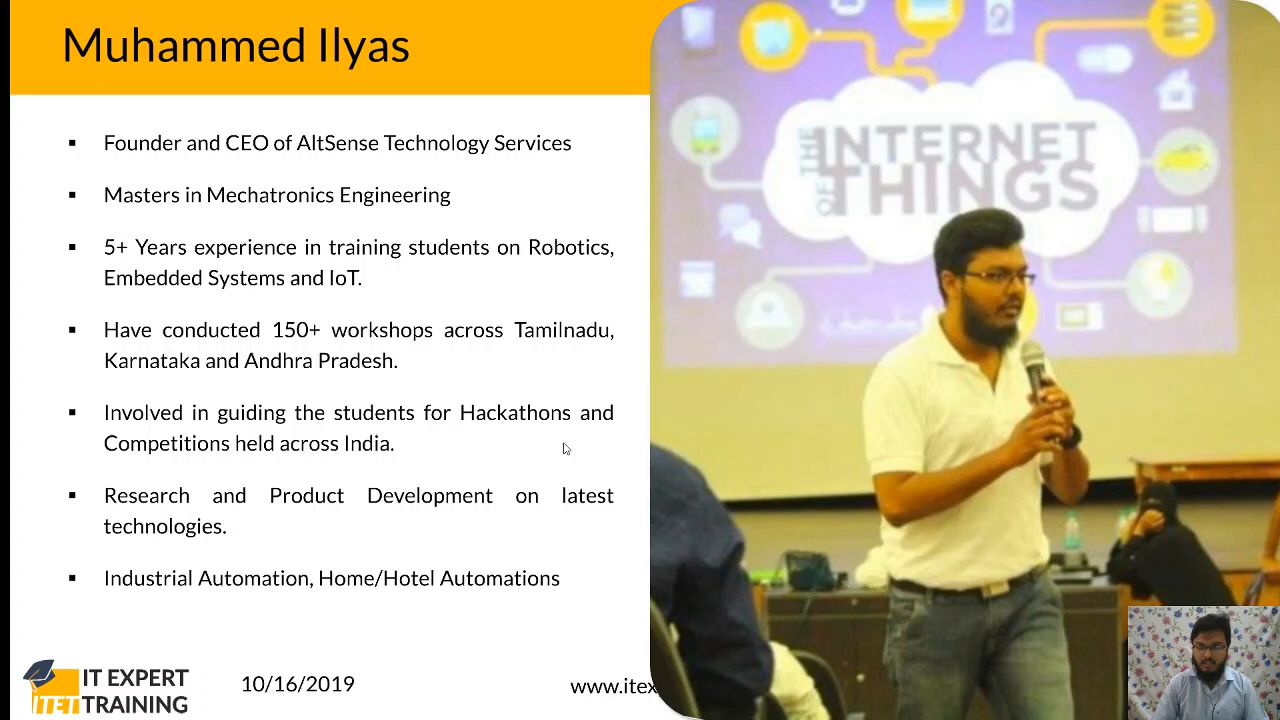 Muhammed Ilyas
▪ Founder and CEO of AltSense Technology Services
▪ Masters in Mechatronics Engineering
▪ 5+ Years experience in training students on Robotics,
Embedded Systems and IoT.
▪ Have conducted 150+ workshops across Tamilnadu,
Karnataka and Andhra Pradesh.
▪ Involved in guiding the students for Hackathons and
Competitions held across India.
▪ Research and Product Development on latest
technologies.
▪ Industrial Automation, Home/Hotel Automations
INTERNET
OF THE
THINGS
IT EXPERT
ITET TRAINING
10/16/2019
www.itex